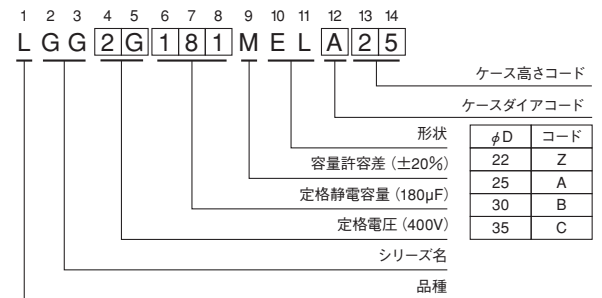 1 2 3 4 5 6 7 8 9 10 11 12 13 14
L G G 2 G 1 8 1 M E L A 2 5
ケース高さコード
ケースダイアコード
形状
容量許容差（±20%）
定格静電容量（180µF）
定格電圧（400V）
シリーズ名
品種
φD コード
22 Z
25 A
30 B
35 C